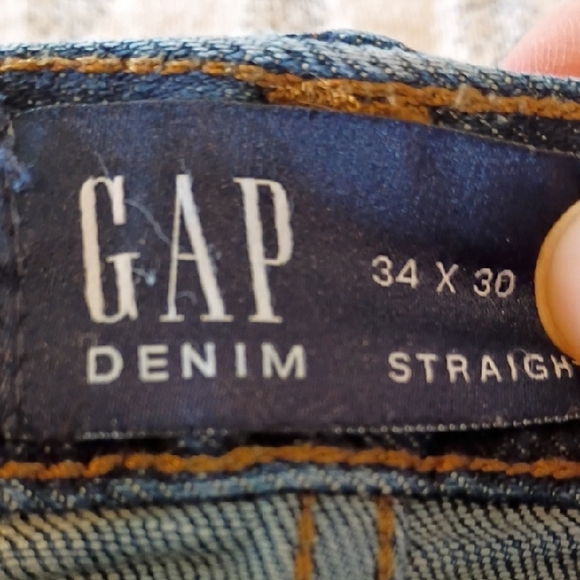 GAP
DENIM
34 X 30
STRAIGH